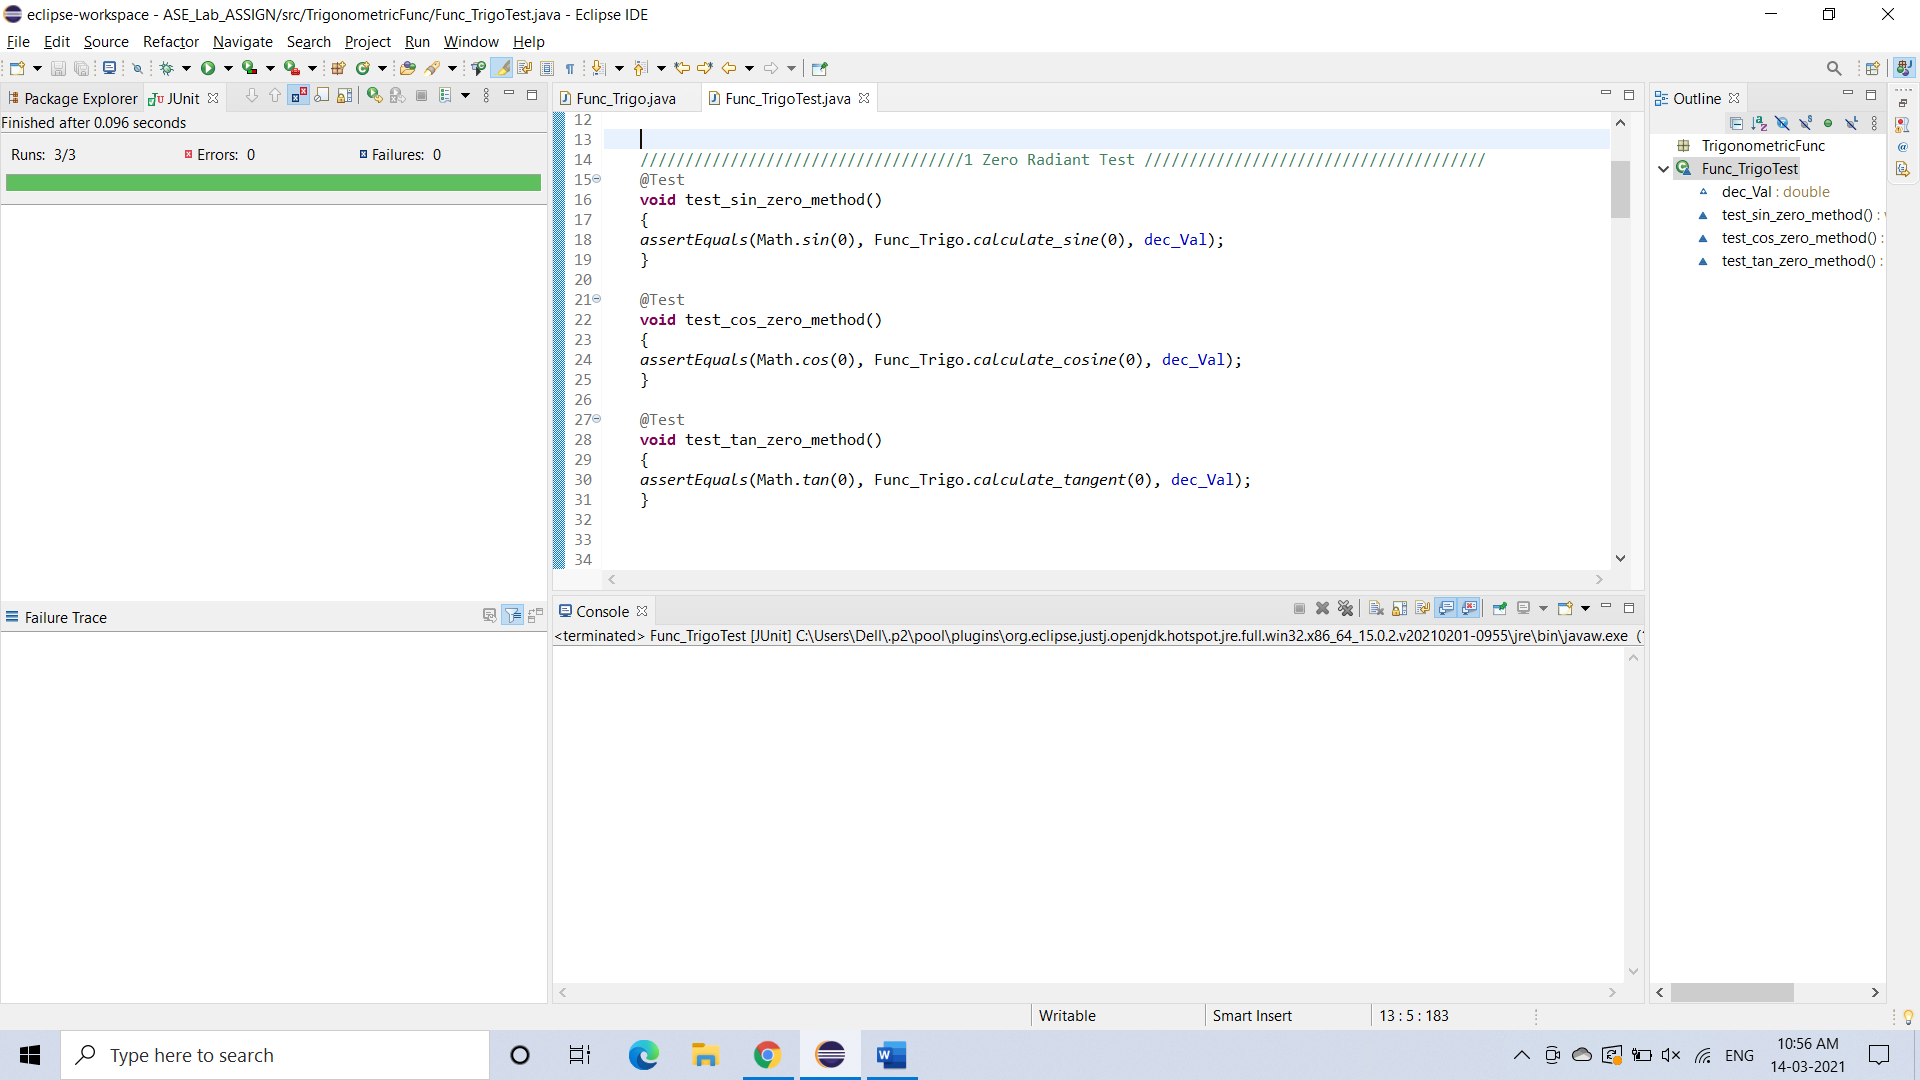 eclipse-workspace - ASE_Lab_ASSIGN/src/TrigonometricFunc/Func_TrigoTest.java - Eclipse IDE
File Edit Source Refactor Navigate Search Project Run Window Help
Package Explorer JUnit
Finished after 0.096 seconds
Runs: 3/3 Errors: 0 Failures: 0
Failure Trace
Func_Trigo.java Func_TrigoTest.java
12
13
14 ////////////////////////////////////1 Zero Radiant Test //////////////////////////////////////
15 @Test
16 void test_sin_zero_method()
17 {
18 assertEquals(Math.sin(0), Func_Trigo.calculate_sine(0), dec_Val);
19 }
20
21 @Test
22 void test_cos_zero_method()
23 {
24 assertEquals(Math.cos(0), Func_Trigo.calculate_cosine(0), dec_Val);
25 }
26
27 @Test
28 void test_tan_zero_method()
29 {
30 assertEquals(Math.tan(0), Func_Trigo.calculate_tangent(0), dec_Val);
31 }
32
33
34
Console
<terminated> Func_TrigoTest [JUnit] C:\Users\Dell\.p2\pool\plugins\org.eclipse.justj.openjdk.hotspot.jre.full.win32.x86_64_15.0.2.v20210201-0955\jre\bin\javaw.exe (
Outline
TrigonometricFunc
Func_TrigoTest
dec_Val : double
test_sin_zero_method() :
test_cos_zero_method() :
test_tan_zero_method() :
Writable Smart Insert 13 : 5 : 183
Type here to search
ENG
10:56 AM
14-03-2021